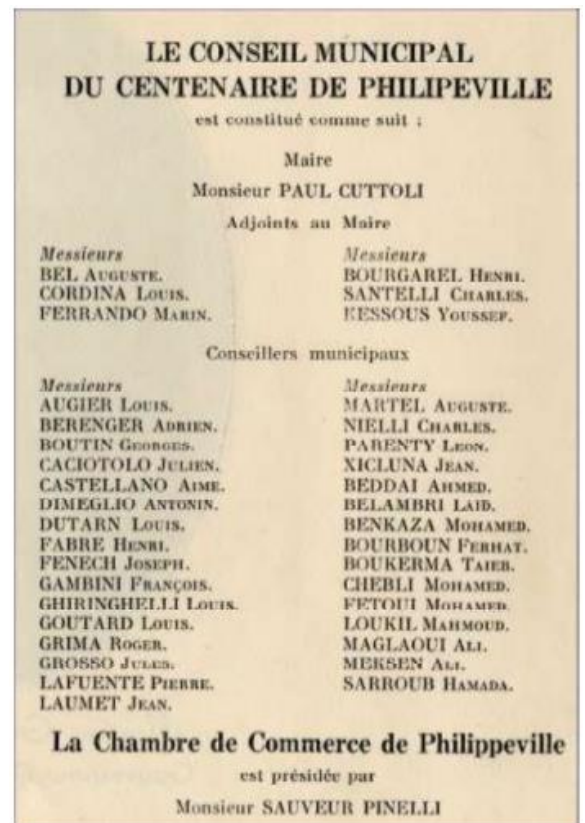 LE CONSEIL MUNICIPAL
DU CENTENAIRE DE PHILIPEVILLE
est constitué comme suit :
Maire
Monsieur PAUL CUTTOLI
Adjoints au Maire
Messieurs
BEL AUGUSTE.
CORDINA LOUIS.
FERRANDO MARIN.
Messieurs
BOURGAREL HENRI.
SANTELLI CHARLES.
KESSOUS YOUSSEF.
Conseillers municipaux
Messieurs
AUGIER LOUIS.
BERENGER ADRIEN.
BOUTIN GEORGES.
CACIOTOLO JULIEN.
CASTELLANO AIME.
DIMEGLIO ANTONIN.
DUTARN LOUIS.
FABRE HENRI.
FENECH JOSEPH.
GAMBINI FRANÇOIS.
GHIRINGHELLI LOUIS.
GOUTARD LOUIS.
GRIMA ROGER.
GROSSO JULES.
LAFUENTE PIERRE.
LAUMET JEAN.
Messieurs
MARTEL AUGUSTE.
NIELLI CHARLES.
PARENTY LEON.
XICLUNA JEAN.
BEDDAI AHMED.
BELAMBRI LAID.
BENKAZA MOHAMED.
BOURBOUN FERHAT.
BOUKERMA TAIEB.
CHEBLI MOHAMED.
FETOUI MOHAMED.
LOUKIL MAHMOUD.
MAGLAOUI ALI.
MEKSEN ALI.
SARROUB HAMADA.
La Chambre de Commerce de Philippeville
est présidée par
Monsieur SAUVEUR PINELLI